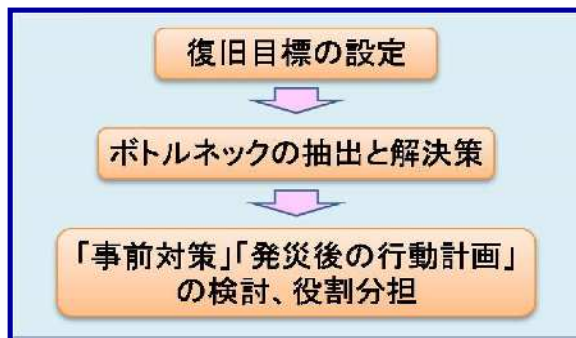 復旧目標の設定
ボトルネックの抽出と解決策
「事前対策」「発災後の行動計画」
の検討、役割分担